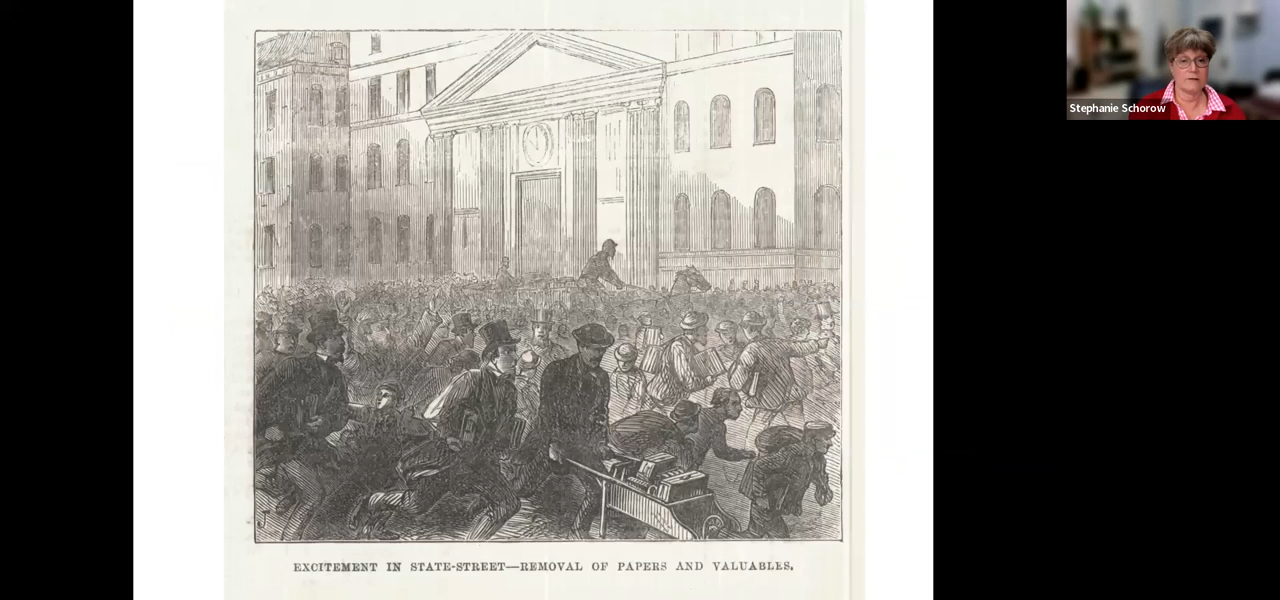 Stephanie Schorow
EXCITEMENT IN STATE-STREET—REMOVAL OF PAPERS AND VALUABLES.